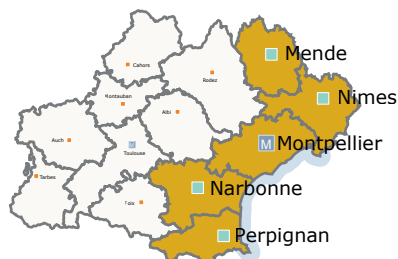 Mende
Cahors
Rodez
Nimes
Montauban
Albi
Auch
M Montpellier
M
Toulouse
Tarbes
Narbonne
Foix
Perpignan